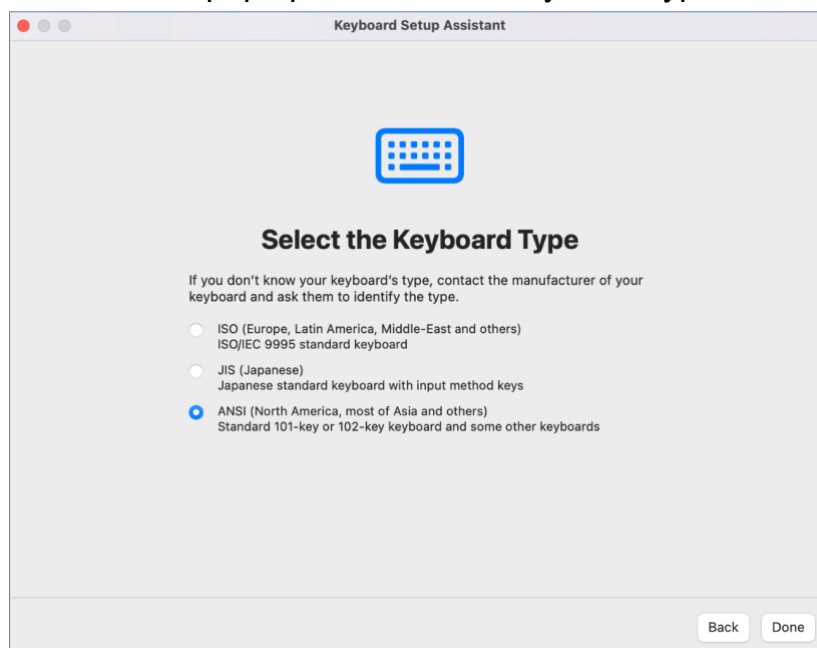 Keyboard Setup Assistant
Select the Keyboard Type
If you don’t know your keyboard’s type, contact the manufacturer of your
keyboard and ask them to identify the type.
ISO (Europe, Latin America, Middle-East and others)
ISO/IEC 9995 standard keyboard
JIS (Japanese)
Japanese standard keyboard with input method keys
ANSI (North America, most of Asia and others)
Standard 101-key or 102-key keyboard and some other keyboards
Back Done